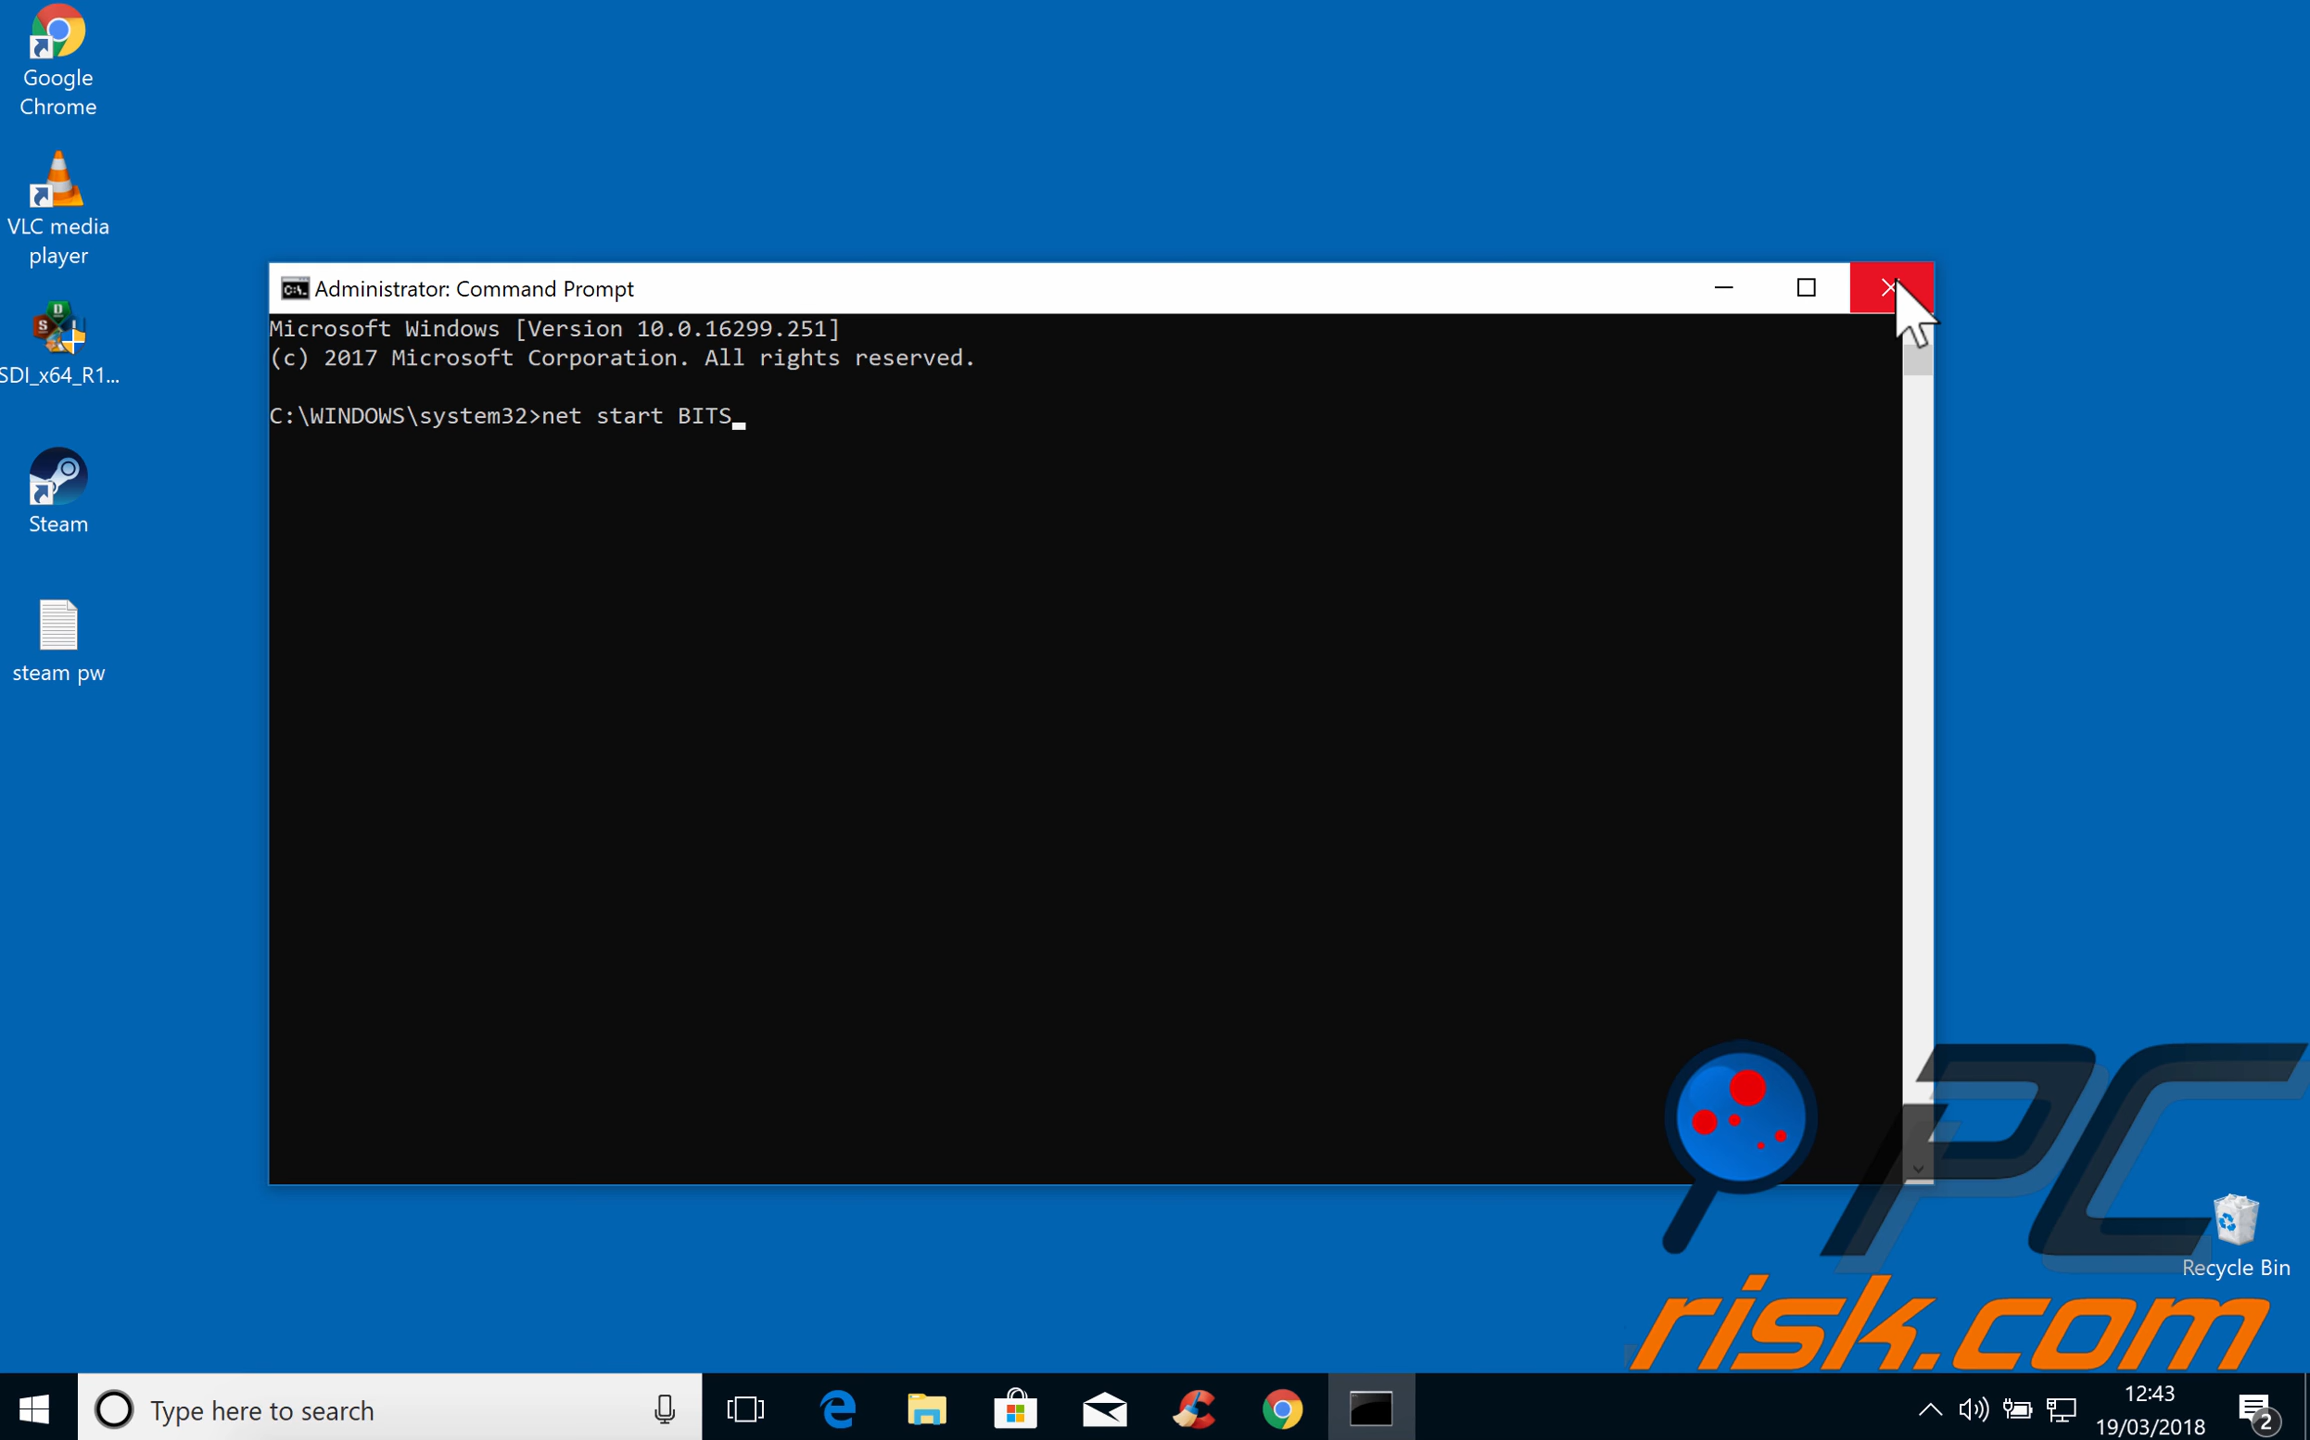 Google
Chrome
VLC media
player
SDI_x64_R1...
Steam
steam pw
Administrator: Command Prompt
Microsoft Windows [Version 10.0.16299.251]
(c) 2017 Microsoft Corporation. All rights reserved.
C:\WINDOWS\system32>net start BITS
PC
risk.com
Recycle Bin
Type here to search
12:43
19/03/2018
2